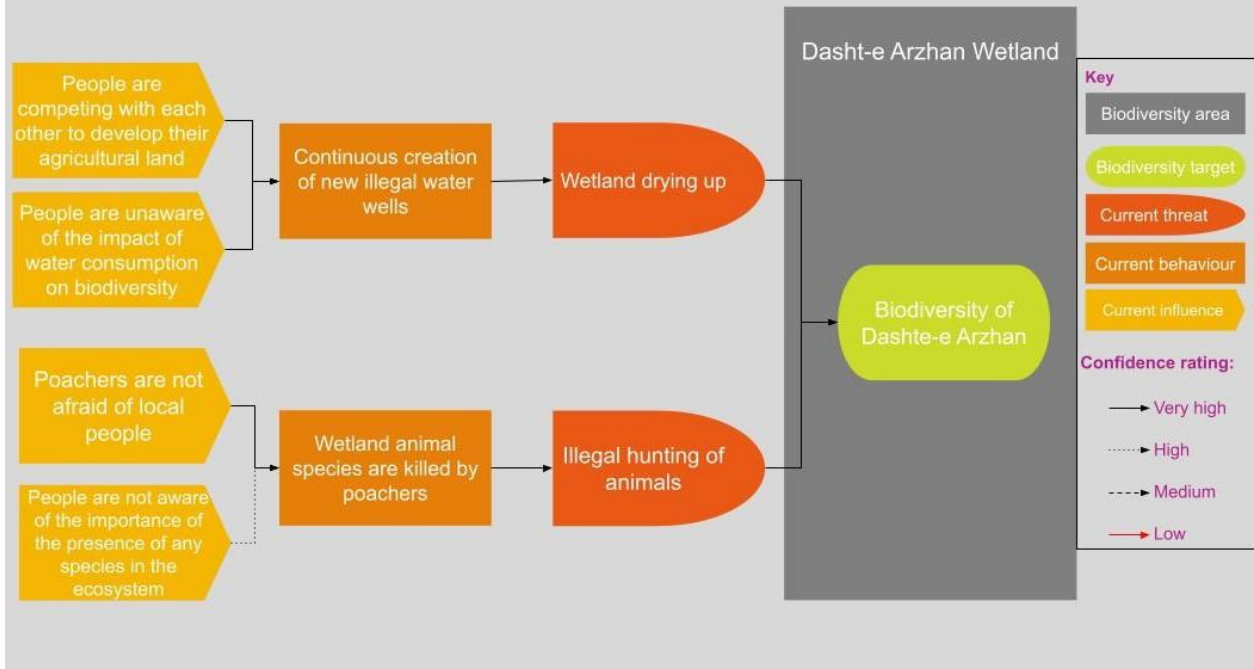 Dasht-e Arzhan Wetland
People are
competing with each
other to develop their
agricultural land
People are unaware
of the impact of
water consumption
on biodiversity
Continuous creation
of new illegal water
wells
Wetland drying up
Biodiversity of
Dashte-e Arzhan
Poachers are not
afraid of local
people
People are not aware
of the importance of
the presence of any
species in the
ecosystem
Wetland animal
species are killed by
poachers
Illegal hunting of
animals
Key
Biodiversity area
Biodiversity target
Current threat
Current behaviour
Current influence
Confidence rating:
Very high
High
Medium
Low